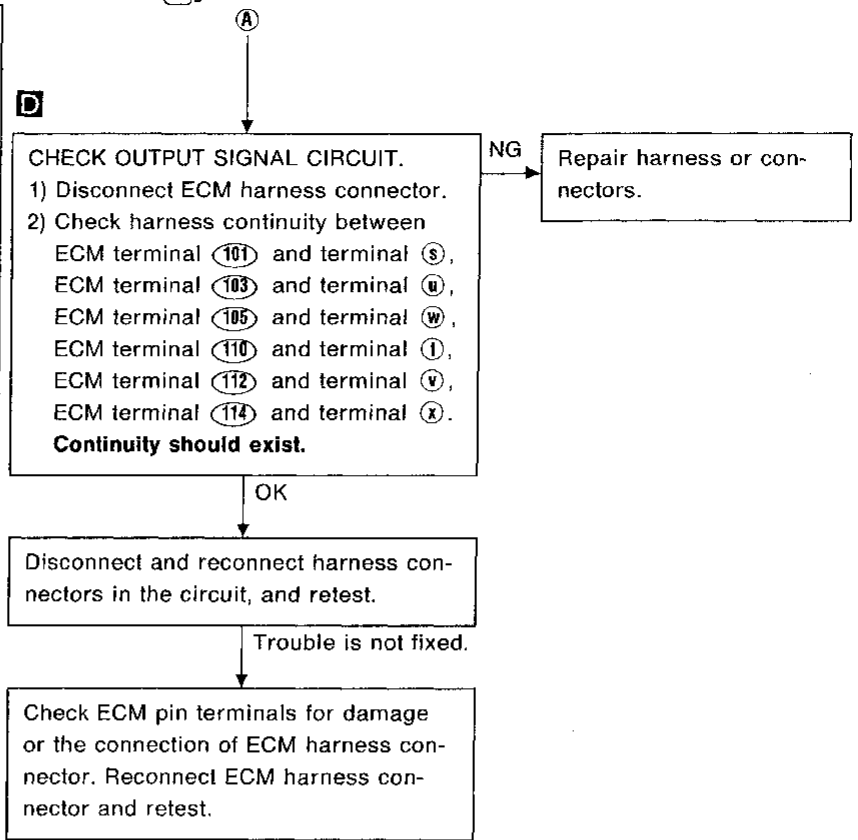 A
D
CHECK OUTPUT SIGNAL CIRCUIT.
1) Disconnect ECM harness connector.
2) Check harness continuity between
ECM terminal 101 and terminal s,
ECM terminal 103 and terminal u,
ECM terminal 105 and terminal w,
ECM terminal 110 and terminal t,
ECM terminal 112 and terminal v,
ECM terminal 114 and terminal x.
Continuity should exist.
NG
Repair harness or con-
nectors.
OK
Disconnect and reconnect harness con-
nectors in the circuit, and retest.
Trouble is not fixed.
Check ECM pin terminals for damage
or the connection of ECM harness con-
nector. Reconnect ECM harness con-
nector and retest.